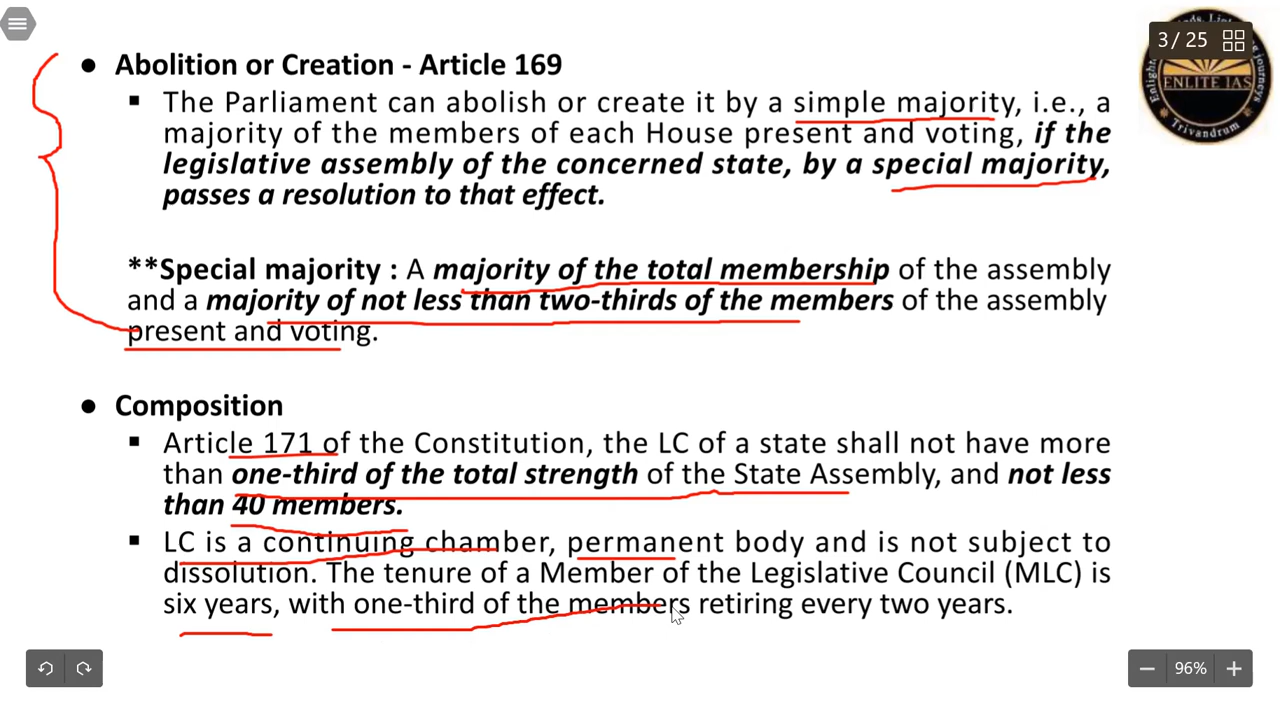 3 / 25
ENLITE IAS
Trivandrum
● Abolition or Creation - Article 169
▪ The Parliament can abolish or create it by a simple majority, i.e., a
majority of the members of each House present and voting, if the
legislative assembly of the concerned state, by a special majority,
passes a resolution to that effect.
**Special majority : A majority of the total membership of the assembly
and a majority of not less than two-thirds of the members of the assembly
present and voting.
● Composition
▪ Article 171 of the Constitution, the LC of a state shall not have more
than one-third of the total strength of the State Assembly, and not less
than 40 members.
▪ LC is a continuing chamber, permanent body and is not subject to
dissolution. The tenure of a Member of the Legislative Council (MLC) is
six years, with one-third of the members retiring every two years.
96%